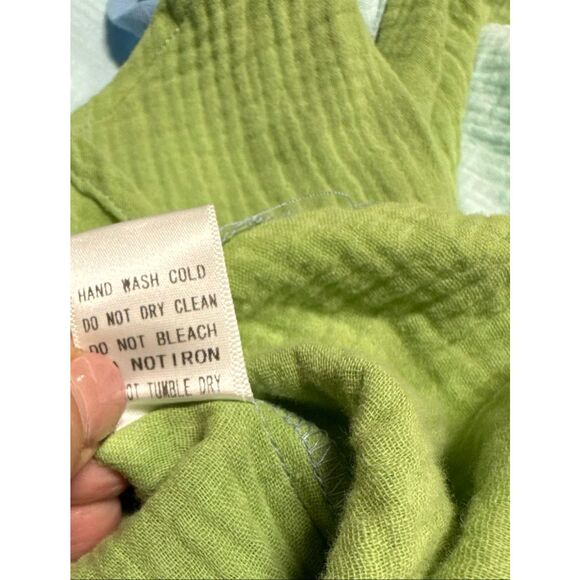 HAND WASH COLD
DO NOT DRY CLEAN
DO NOT BLEACH
NOTIRON
TUMBLE DRY